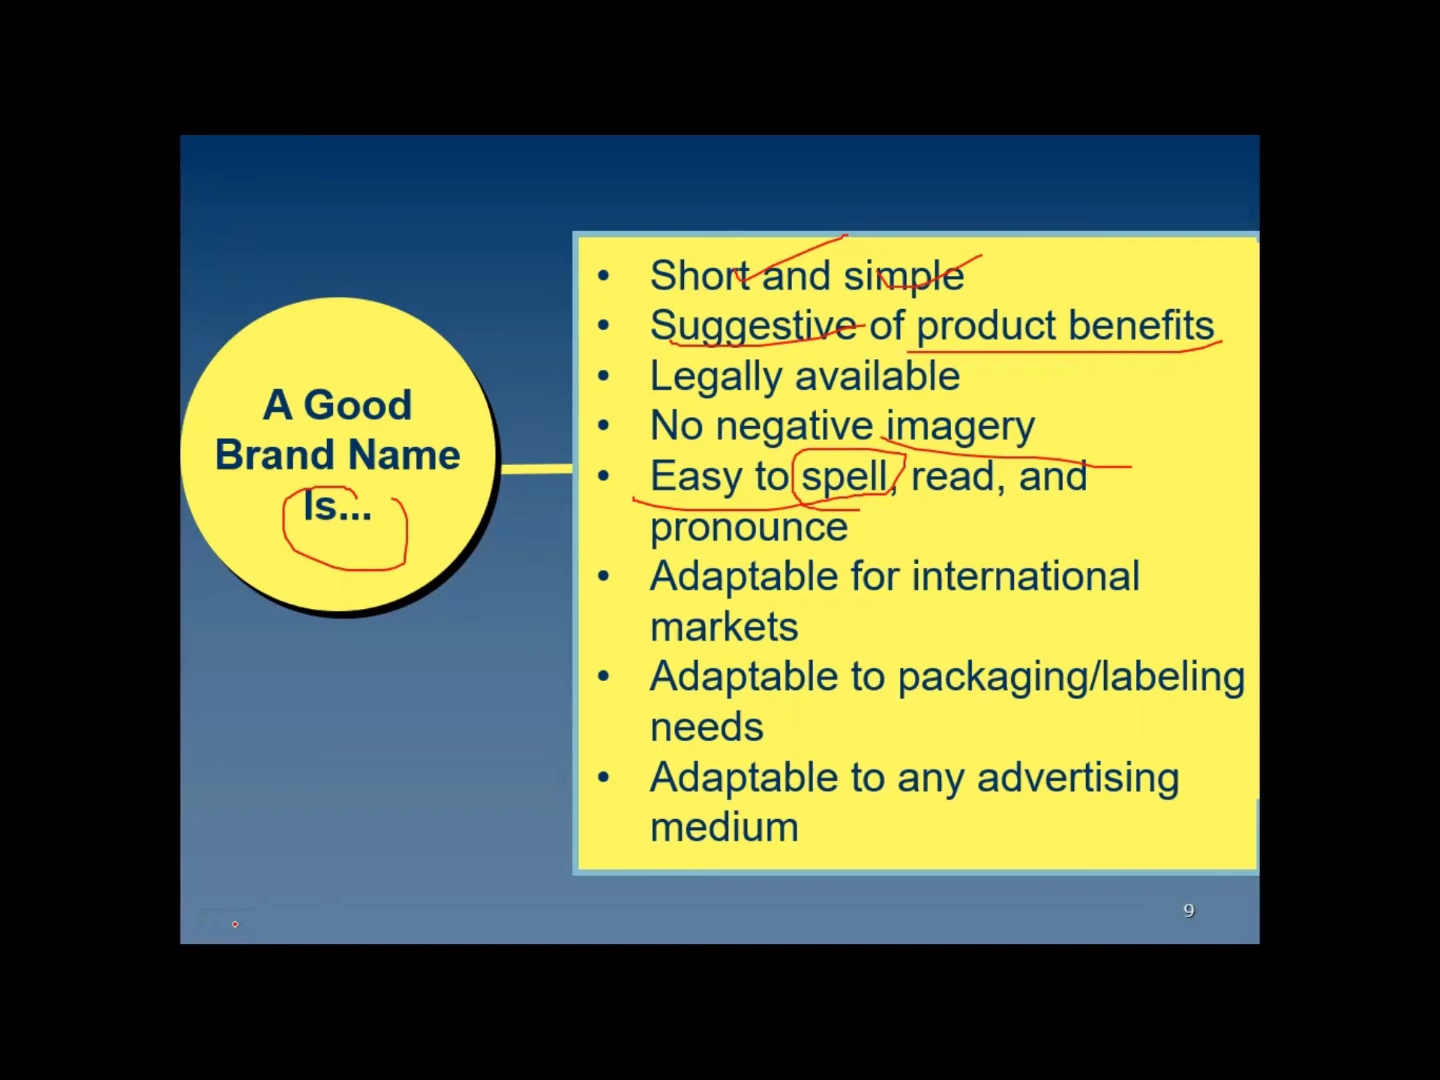 A Good
Brand Name
Is...
• Short and simple
• Suggestive of product benefits
• Legally available
• No negative imagery
• Easy to spell, read, and
pronounce
• Adaptable for international
markets
• Adaptable to packaging/labeling
needs
• Adaptable to any advertising
medium
9